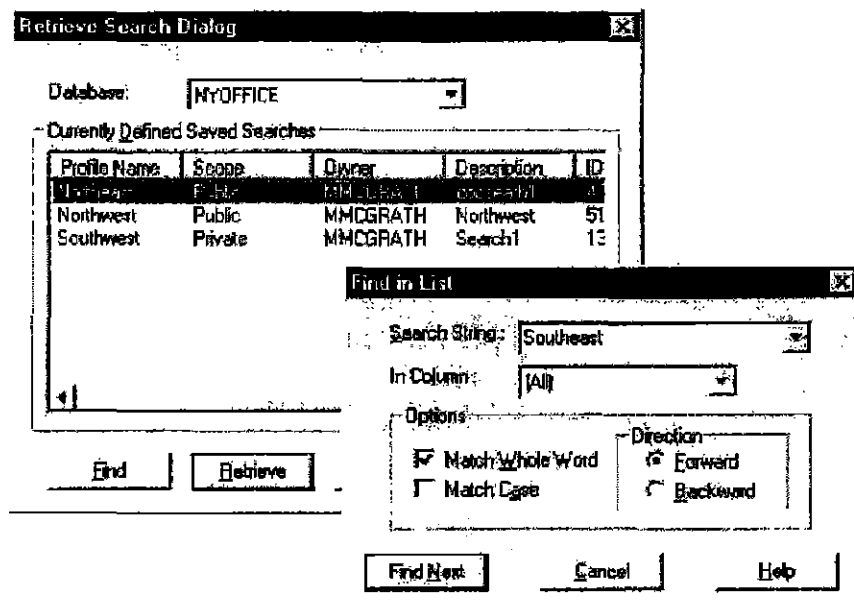 Retrieve Search Dialog
Database: NYOFFICE
Currently Defined Saved Searches
Profile Name Scope Owner Description ID
Public
Northwest Public MMCGRATH Northwest 51
Southwest Private MMCGRATH Search1 13
Find Retrieve
Find in List
Search String: Southeast
In Column: [All]
Options
Direction
Match Whole Word
Match Case
Forward
Backward
Find Next Cancel Help